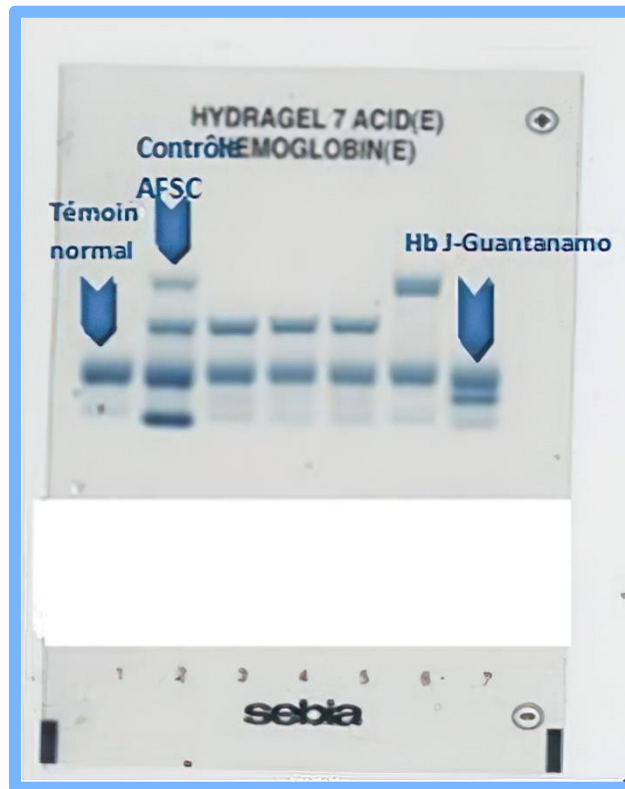 HYDRAGEL 7 ACID(E)
HEMOGLOBIN(E)
Contrôle
AFSC
Témoin
normal
Hb J-Guantanamo
1 2 3 4 5 6 7
sebia